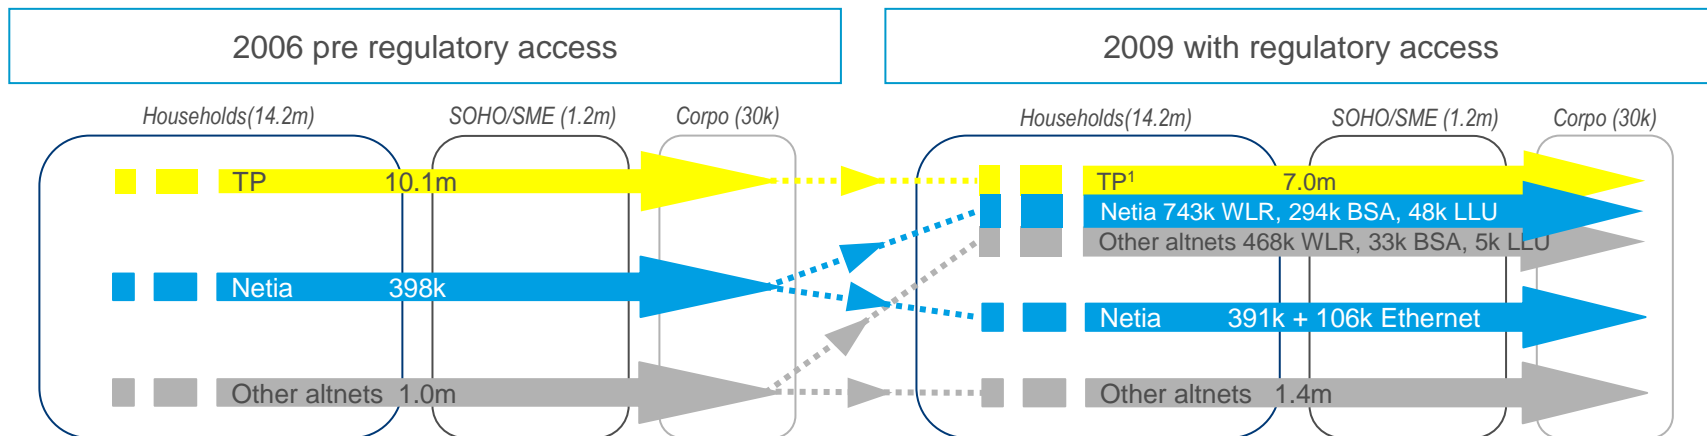 2006 pre regulatory access
2009 with regulatory access
Households(14.2m)
SOHO/SME (1.2m)
Corpo (30k)
Households(14.2m)
SOHO/SME (1.2m)
Corpo (30k)
TP 10.1m
TP¹ 7.0m
Netia 743k WLR, 294k BSA, 48k LLU
Other altnets 468k WLR, 33k BSA, 5k LLU
Netia 398k
Netia 391k + 106k Ethernet
Other altnets 1.0m
Other altnets 1.4m